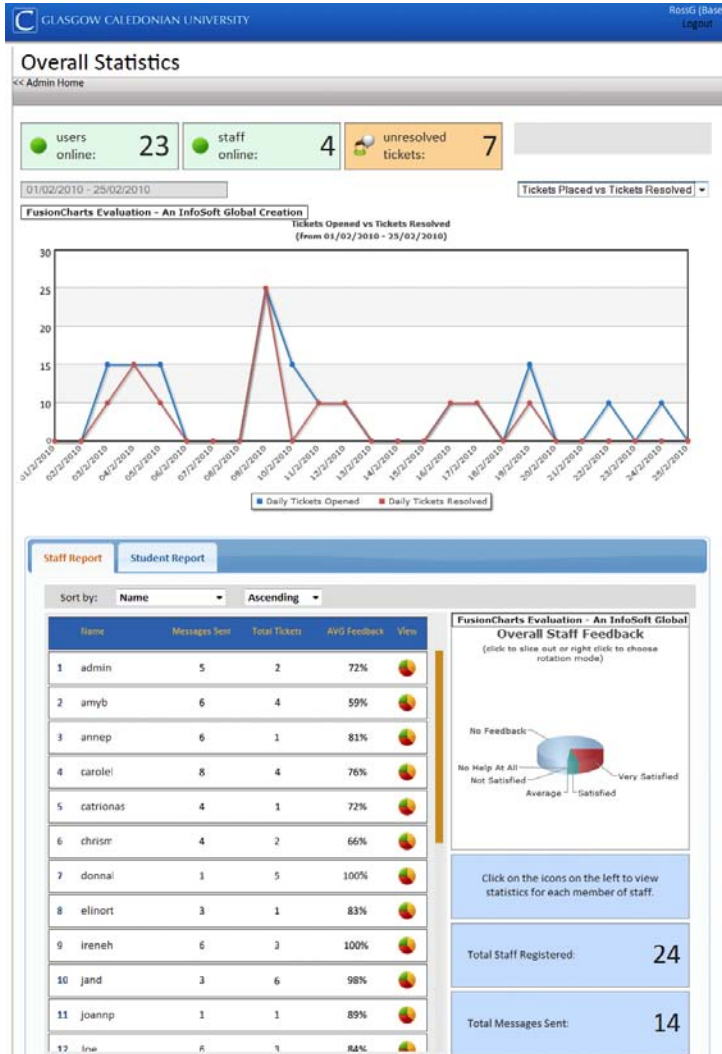 GLASGOW CALEDONIAN UNIVERSITY
RossG (Base
Logout
Overall Statistics
<< Admin Home
users online: 23
staff online: 4
unresolved tickets: 7
01/02/2010 - 25/02/2010
Tickets Placed vs Tickets Resolved
FusionCharts Evaluation - An InfoSoft Global Creation
Tickets Opened vs Tickets Resolved
(from 01/02/2010 - 25/02/2010)
30
25
20
15
10
0
01/2/2010 02/2/2010 03/2/2010 04/2/2010 05/2/2010 06/2/2010 07/2/2010 08/2/2010 09/2/2010 10/2/2010 11/2/2010 12/2/2010 13/2/2010 14/2/2010 15/2/2010 16/2/2010 17/2/2010 18/2/2010 19/2/2010 20/2/2010 21/2/2010 22/2/2010 23/2/2010 24/2/2010 25/2/2010
Daily Tickets Opened Daily Tickets Resolved
Staff Report Student Report
Sort by: Name Ascending
Name Messages Sent Total Tickets AVG Feedback View
1 admin 5 2 72%
2 amyb 6 4 59%
3 annep 6 1 81%
4 carolel 8 4 76%
5 catrionas 4 1 72%
6 chrism 4 2 66%
7 donnal 1 5 100%
8 elinort 3 1 83%
9 ireneh 6 3 100%
10 jand 3 6 98%
11 joannp 1 1 89%
12 84%
FusionCharts Evaluation - An InfoSoft Global
Overall Staff Feedback
(click to slice out or right click to choose
rotation mode)
No Feedback
No Help At All
Not Satisfied
Very Satisfied
Average
Satisfied
Click on the icons on the left to view
statistics for each member of staff.
Total Staff Registered: 24
Total Messages Sent: 14